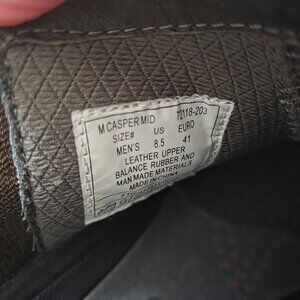 M CASPER MID 72118-203
SIZE# US EURO
MEN'S 8.5 41
LEATHER UPPER
BALANCE RUBBER AND
MAN MADE MATERIALS
MADE IN CHINA